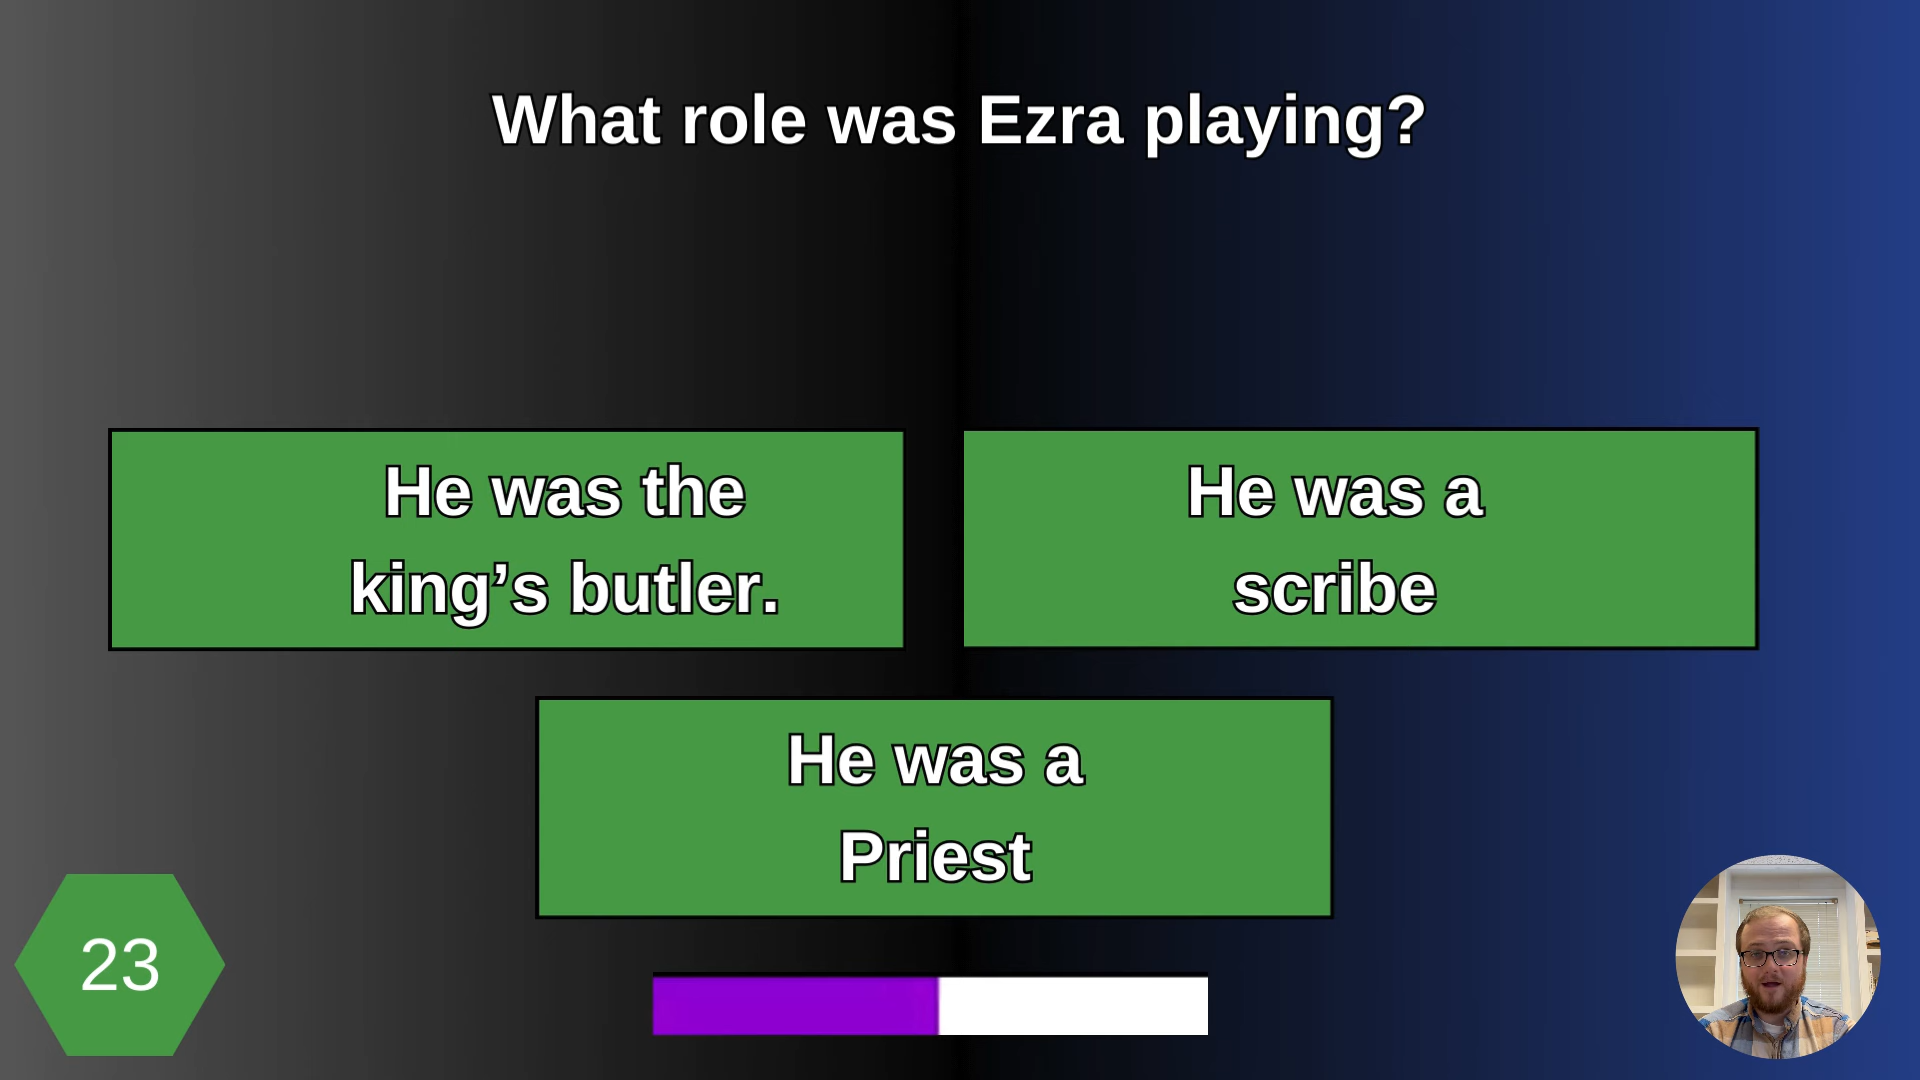 What role was Ezra playing?
He was the
king’s butler.
He was a
scribe
He was a
Priest
23